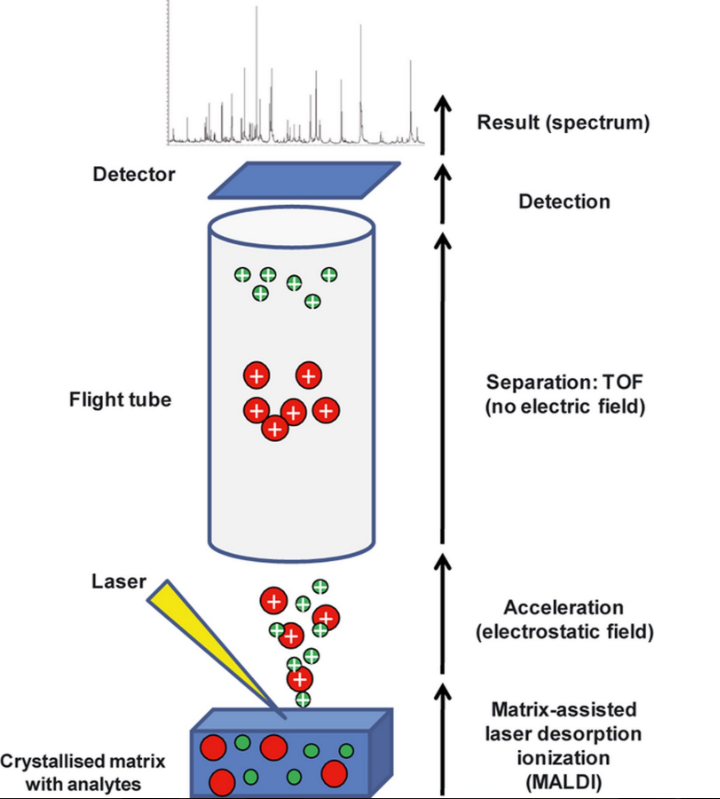 Result (spectrum)
Detector
Detection
Flight tube
Separation: TOF
(no electric field)
Laser
Acceleration
(electrostatic field)
Matrix-assisted
laser desorption
ionization
(MALDI)
Crystallised matrix
with analytes